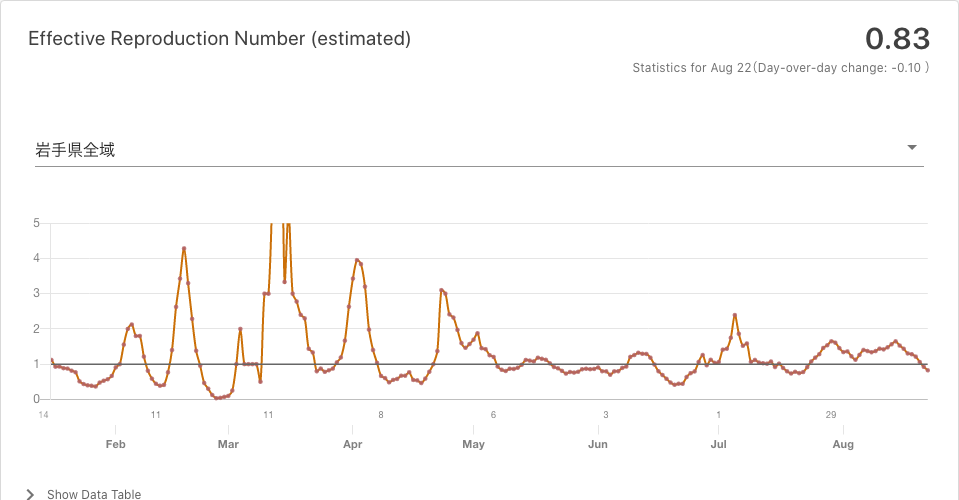 Effective Reproduction Number (estimated)
0.83
Statistics for Aug 22(Day-over-day change: -0.10 )
岩手県全域
5
4
3
2
1
0
14 11 11 8 6 3 1 29
Feb Mar Apr May Jun Jul Aug
Show Data Table